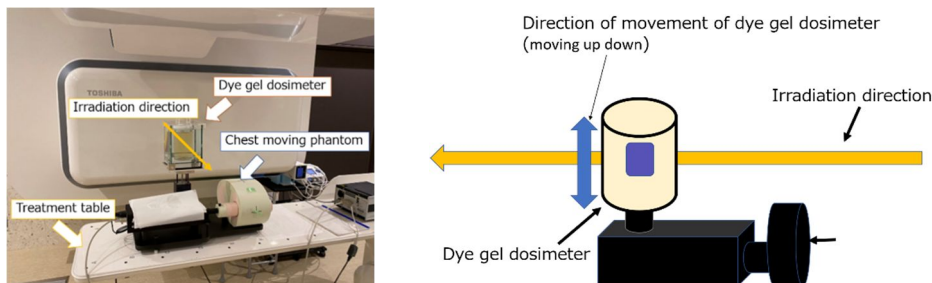 TOSHIBA
Dye gel dosimeter
Irradiation direction
Chest moving phantom
Treatment table
Direction of movement of dye gel dosimeter
(moving up down)
Irradiation direction
Dye gel dosimeter